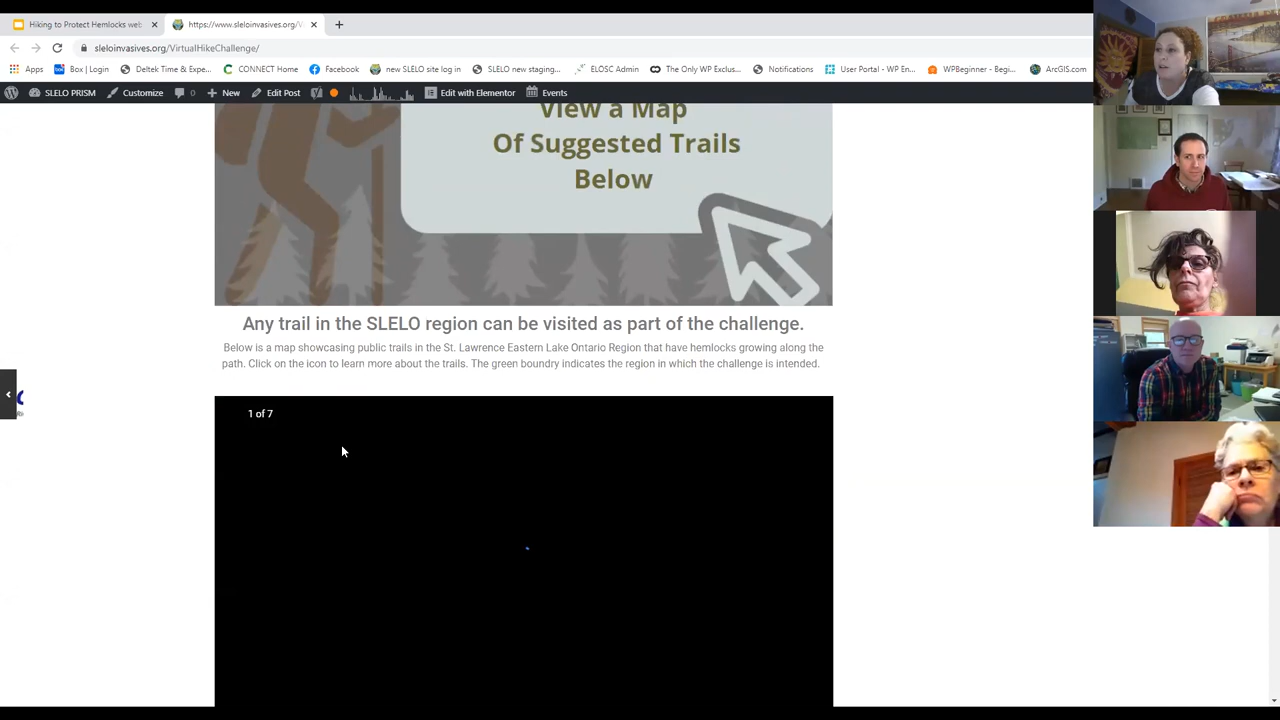 Hiking to Protect Hemlocks web
https://www.sleloinvasives.org/V
sleloinvasives.org/VirtualHikeChallenge/
Apps Box | Login Deltek Time & Expe... CONNECT Home Facebook new SLELO site log in SLELO new staging... ELOSC Admin The Only WP Exclus... Notifications User Portal – WP En... WPBeginner - Begi... ArcGIS.com
SLELO PRISM Customize 0 New Edit Post Edit with Elementor Events
View a Map
Of Suggested Trails
Below
Any trail in the SLELO region can be visited as part of the challenge.
Below is a map showcasing public trails in the St. Lawrence Eastern Lake Ontario Region that have hemlocks growing along the
path. Click on the icon to learn more about the trails. The green boundry indicates the region in which the challenge is intended.
1 of 7